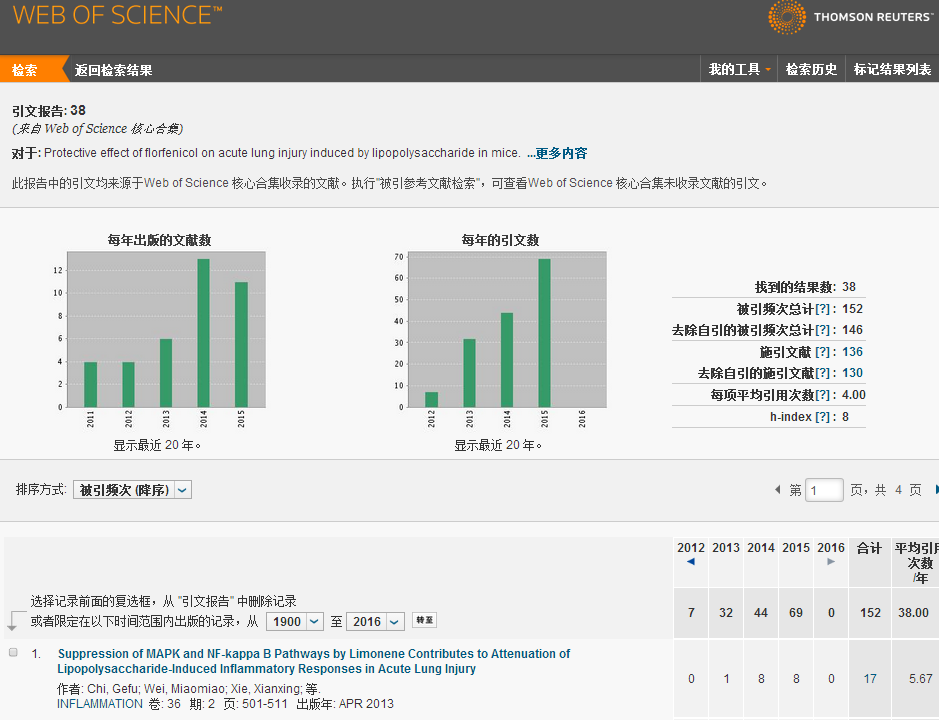 WEB OF SCIENCE™
THOMSON REUTERS™
检索
返回检索结果
我的工具
检索历史
标记结果列表
引文报告: 38
(来自 Web of Science 核心合集)
对于: Protective effect of florfenicol on acute lung injury induced by lipopolysaccharide in mice. ...更多内容
此报告中的引文均来源于Web of Science 核心合集收录的文献。执行"被引参考文献检索"，可查看Web of Science 核心合集未收录文献的引文。
每年出版的文献数
12
10
8
6
4
2
0
2011
2012
2013
2014
2015
显示最近 20 年。
每年的引文数
70
60
50
40
30
20
10
0
2012
2013
2014
2015
2016
显示最近 20 年。
找到的结果数: 38
被引频次总计[?] : 152
去除自引的被引频次总计[?] : 146
施引文献 [?] : 136
去除自引的施引文献[?] : 130
每项平均引用次数[?] : 4.00
h-index [?] : 8
排序方式: 被引频次 (降序)
第 1 页，共 4 页
2012 2013 2014 2015 2016 合计 平均引用
次数
/年
选择记录前面的复选框，从 "引文报告" 中删除记录
或者限定在以下时间范围内出版的记录，从 1900 至 2016 转至
7 32 44 69 0 152 38.00
1. Suppression of MAPK and NF-kappa B Pathways by Limonene Contributes to Attenuation of
Lipopolysaccharide-Induced Inflammatory Responses in Acute Lung Injury
作者: Chi, Gefu; Wei, Miaomiao; Xie, Xianxing; 等.
INFLAMMATION 卷: 36 期: 2 页: 501-511 出版年: APR 2013
0 1 8 8 0 17 5.67